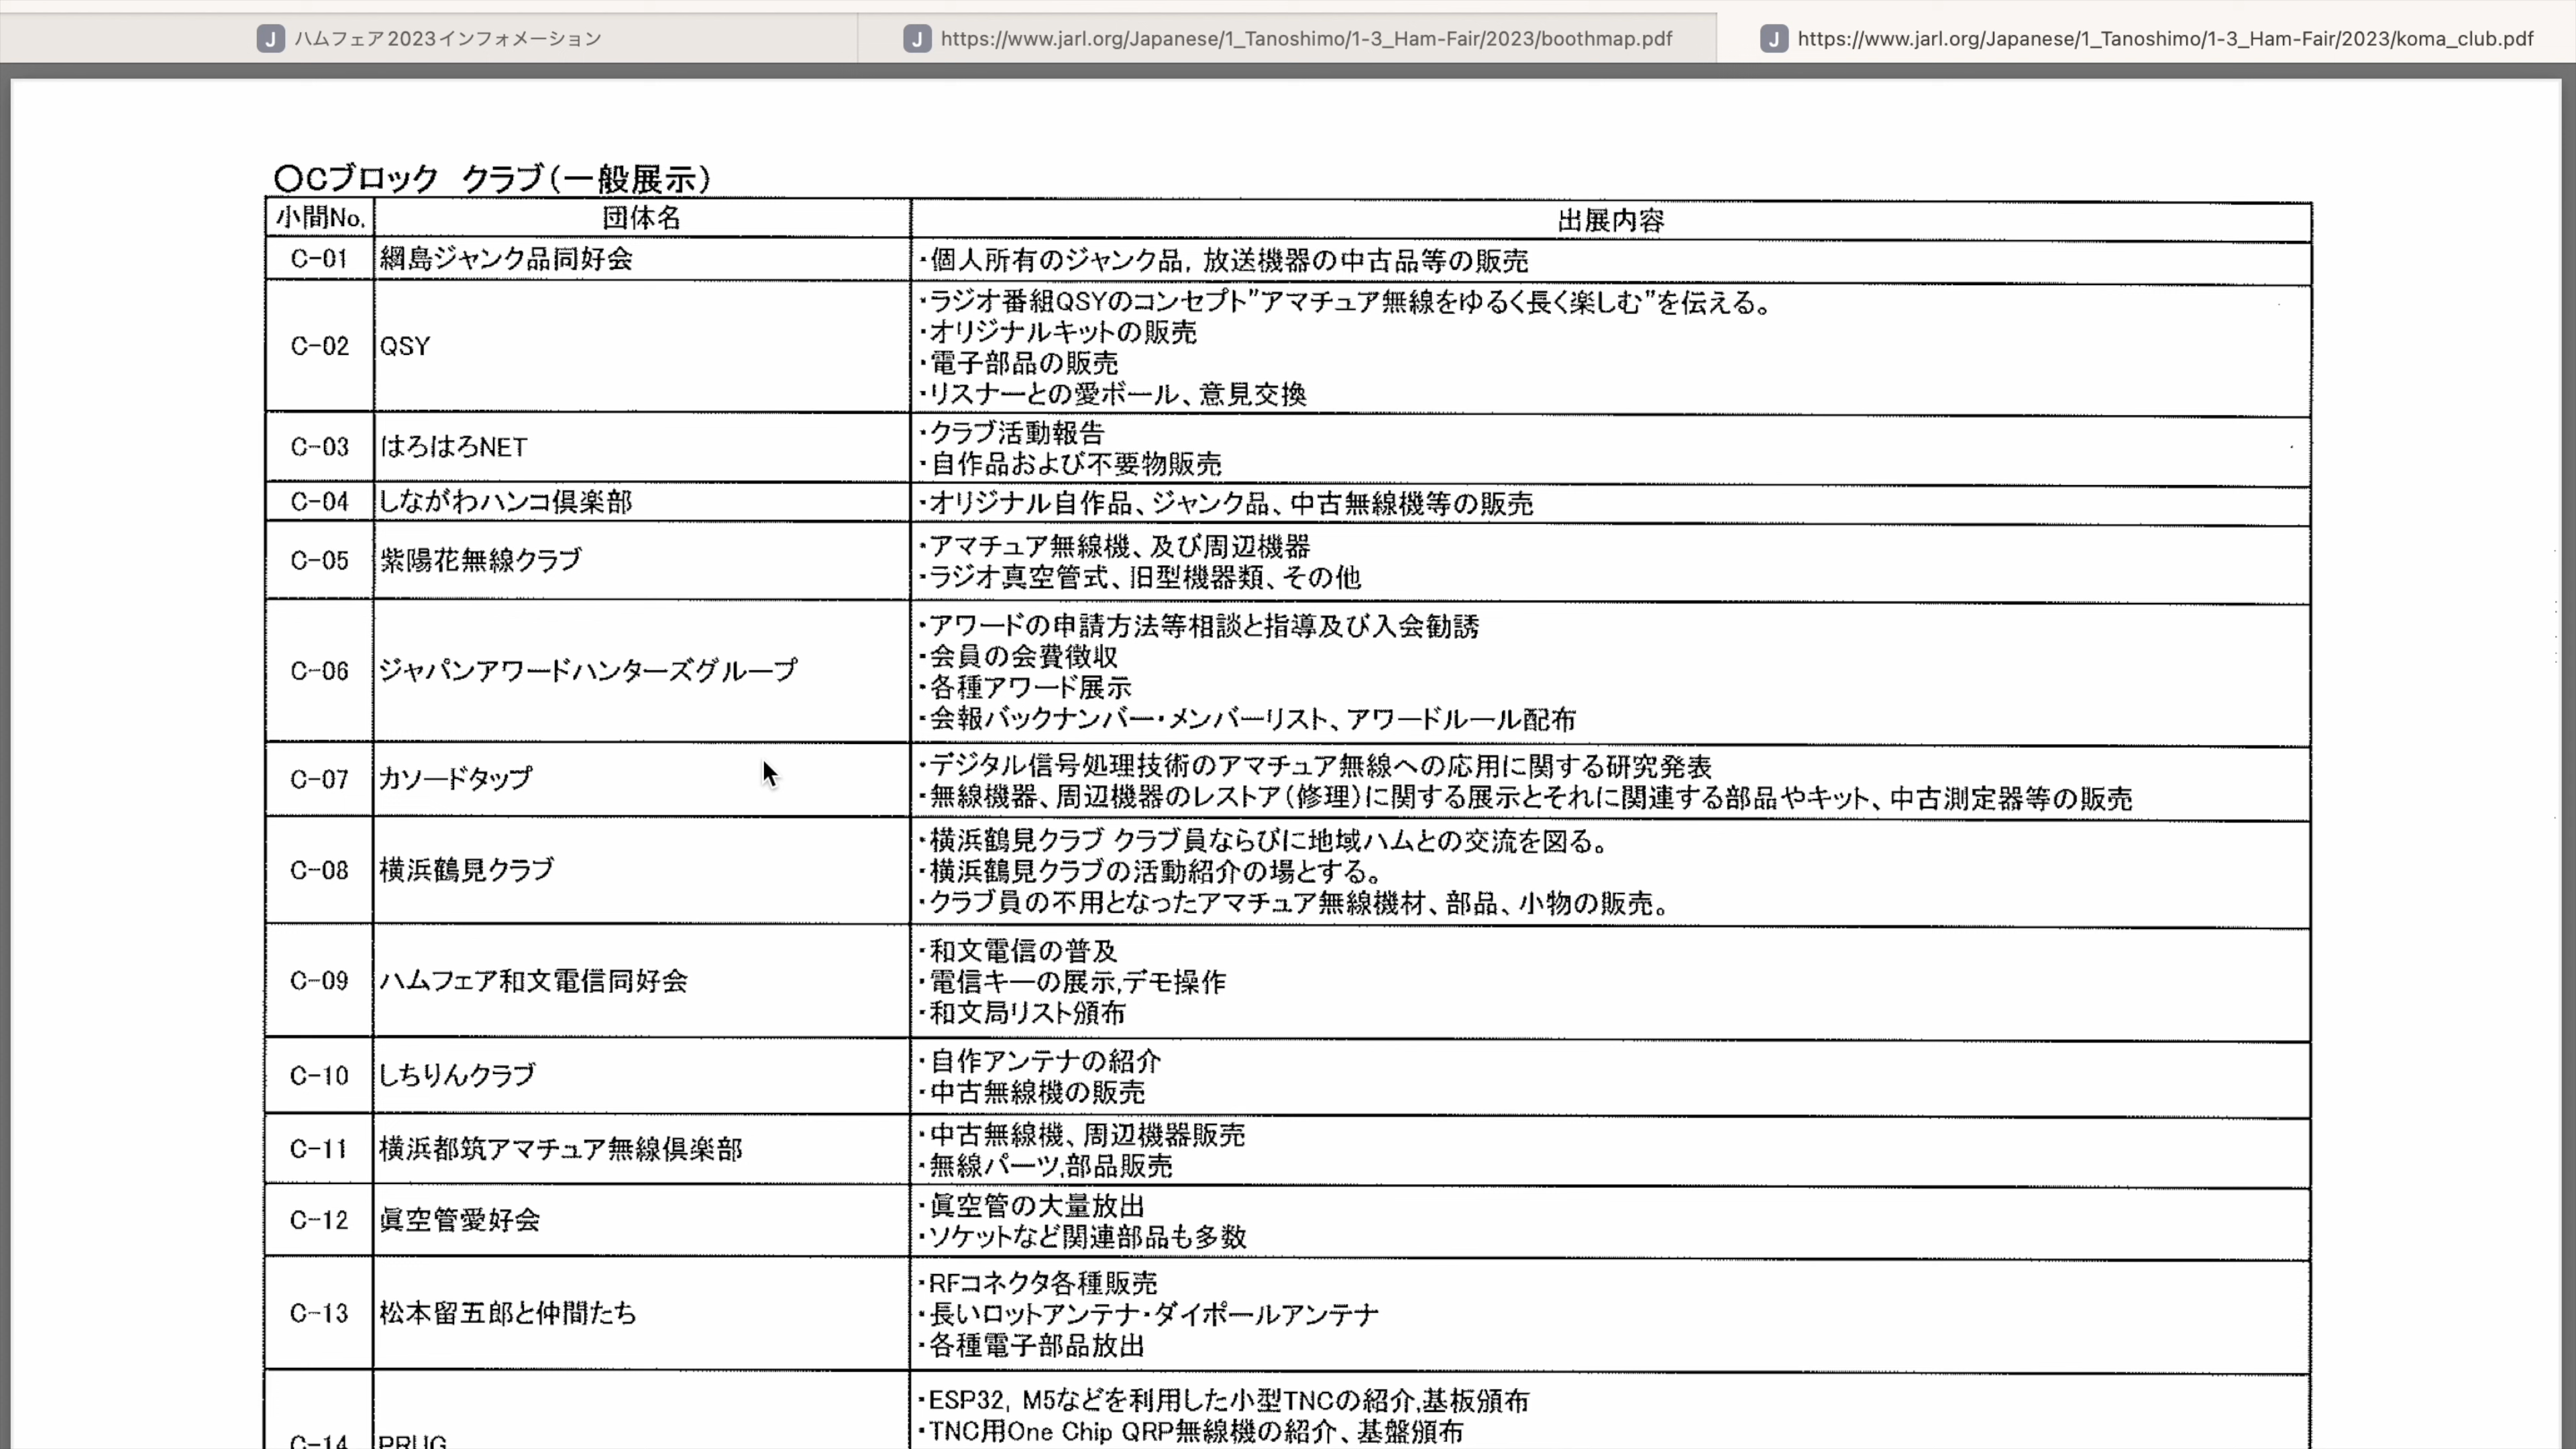 ハムフェア2023インフォメーション
https://www.jarl.org/Japanese/1_Tanoshimo/1-3_Ham-Fair/2023/boothmap.pdf
https://www.jarl.org/Japanese/1_Tanoshimo/1-3_Ham-Fair/2023/koma_club.pdf
〇Cブロック クラブ(一般展示)
小間No. 団体名 出展内容
C-01 綱島ジャンク品同好会 ・個人所有のジャンク品, 放送機器の中古品等の販売
C-02 QSY
・ラジオ番組QSYのコンセプト"アマチュア無線をゆるく長く楽しむ"を伝える。
・オリジナルキットの販売
・電子部品の販売
・リスナーとの愛ボール、意見交換
C-03 はろはろNET
・クラブ活動報告
・自作品および不要物販売
C-04 しながわハンコ倶楽部 ・オリジナル自作品、ジャンク品、中古無線機等の販売
C-05 紫陽花無線クラブ
・アマチュア無線機、及び周辺機器
・ラジオ真空管式、旧型機器類、その他
C-06 ジャパンアワードハンターズグループ
・アワードの申請方法等相談と指導及び入会勧誘
・会員の会費徴収
・各種アワード展示
・会報バックナンバー・メンバーリスト、アワードルール配布
C-07 カソードタップ
・デジタル信号処理技術のアマチュア無線への応用に関する研究発表
・無線機器、周辺機器のレストア(修理)に関する展示とそれに関連する部品やキット、中古測定器等の販売
C-08 横浜鶴見クラブ
・横浜鶴見クラブ クラブ員ならびに地域ハムとの交流を図る。
・横浜鶴見クラブの活動紹介の場とする。
・クラブ員の不用となったアマチュア無線機材、部品、小物の販売。
C-09 ハムフェア和文電信同好会
・和文電信の普及
・電信キーの展示,デモ操作
・和文局リスト頒布
C-10 しちりんクラブ
・自作アンテナの紹介
・中古無線機の販売
C-11 横浜都筑アマチュア無線倶楽部
・中古無線機、周辺機器販売
・無線パーツ,部品販売
C-12 眞空管愛好会
・眞空管の大量放出
・ソケットなど関連部品も多数
C-13 松本留五郎と仲間たち
・RFコネクタ各種販売
・長いロットアンテナ・ダイポールアンテナ
・各種電子部品放出
C-14 PRUG
・ESP32, M5などを利用した小型TNCの紹介,基板頒布
・TNC用One Chip QRP無線機の紹介、基盤頒布